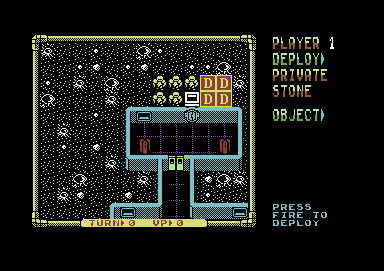 PLAYER 1
DEPLOY
PRIVATE
STONE
OBJECT
D D
D D
PRESS
FIRE TO
DEPLOY
TURN 0 VP 0